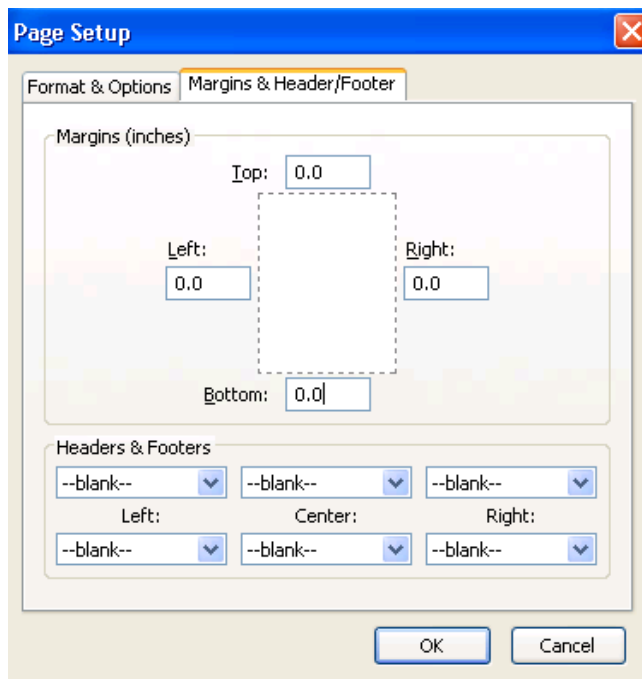 Page Setup
Format & Options Margins & Header/Footer
Margins (inches)
Top: 0.0
Left: Right:
0.0 0.0
Bottom: 0.0
Headers & Footers
--blank-- --blank-- --blank--
Left: Center: Right:
--blank-- --blank-- --blank--
OK Cancel